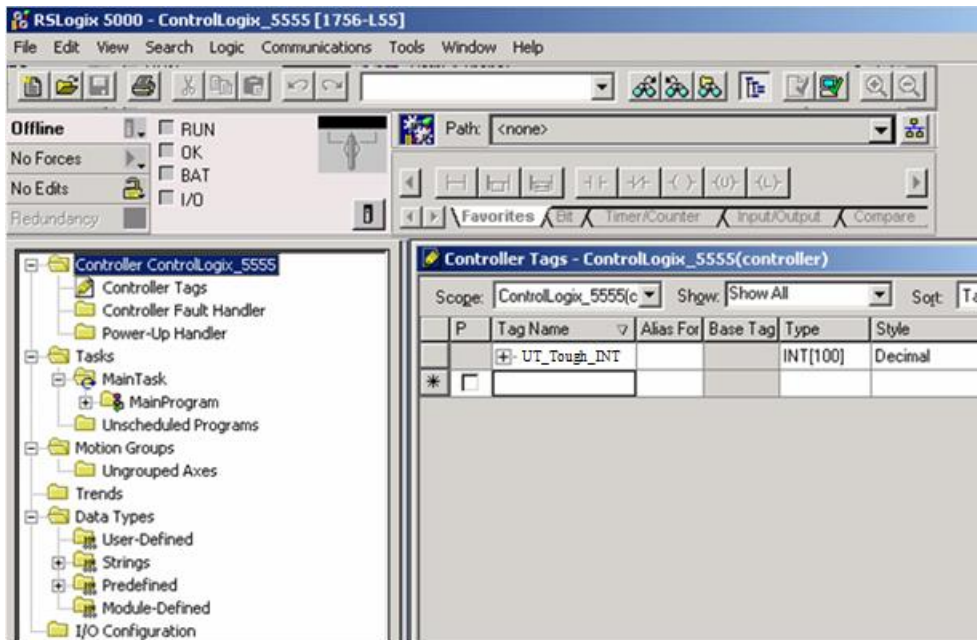 RSLogix 5000 - ControlLogix_5555 [1756-L55]
File Edit View Search Logic Communications Tools Window Help
Offline
RUN
No Forces
OK
No Edits
BAT
Redundancy
I/O
Path: <none>
Favorites Bit Timer/Counter Input/Output Compare
Controller ControlLogix_5555
Controller Tags
Controller Fault Handler
Power-Up Handler
Tasks
MainTask
MainProgram
Unscheduled Programs
Motion Groups
Ungrouped Axes
Trends
Data Types
User-Defined
Strings
Predefined
Module-Defined
I/O Configuration
Controller Tags - ControlLogix_5555(controller)
Scope: ControlLogix_5555(c Show: Show All Sort: Ta
P Tag Name Alias For Base Tag Type Style
UT_Tough_INT INT[100] Decimal